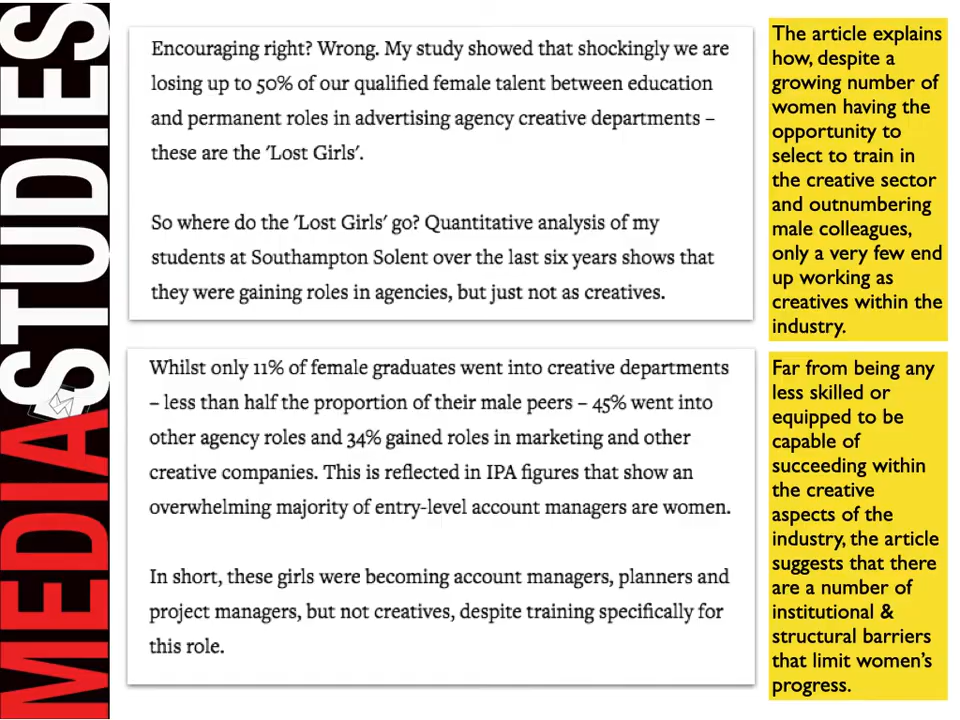 MEDIA STUDIES
Encouraging right? Wrong. My study showed that shockingly we are
losing up to 50% of our qualified female talent between education
and permanent roles in advertising agency creative departments –
these are the 'Lost Girls'.
So where do the 'Lost Girls' go? Quantitative analysis of my
students at Southampton Solent over the last six years shows that
they were gaining roles in agencies, but just not as creatives.
The article explains
how, despite a
growing number of
women having the
opportunity to
select to train in
the creative sector
and outnumbering
male colleagues,
only a very few end
up working as
creatives within the
industry.
Whilst only 11% of female graduates went into creative departments
– less than half the proportion of their male peers – 45% went into
other agency roles and 34% gained roles in marketing and other
creative companies. This is reflected in IPA figures that show an
overwhelming majority of entry-level account managers are women.
In short, these girls were becoming account managers, planners and
project managers, but not creatives, despite training specifically for
this role.
Far from being any
less skilled or
equipped to be
capable of
succeeding within
the creative
aspects of the
industry, the article
suggests that there
are a number of
institutional &
structural barriers
that limit women's
progress.